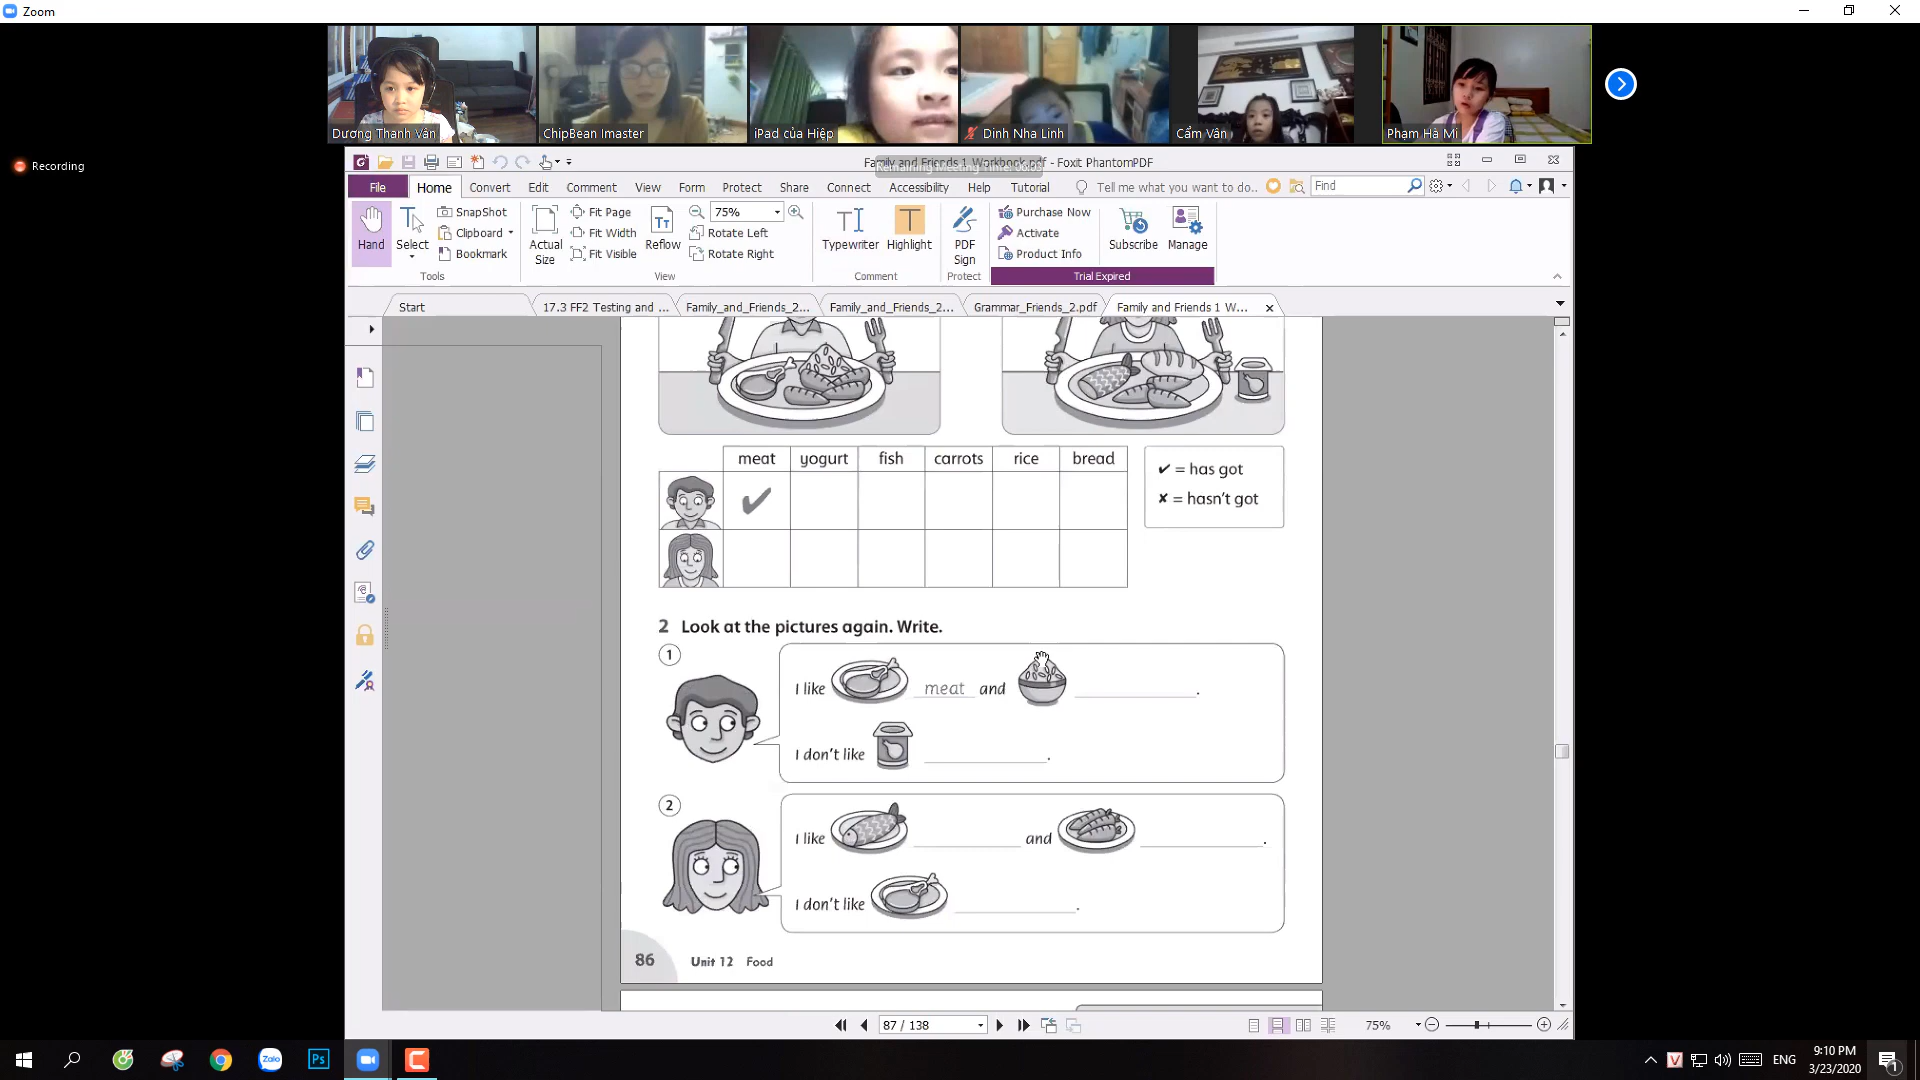 Zoom
Dương Thanh Vân
ChipBean Imaster
iPad của Hiệp
Dinh Nha Linh
Cẩm Vân
Phạm Hà Mi
Recording
Family and Friends 1 Workbook.pdf - Foxit PhantomPDF
File Home Convert Edit Comment View Form Protect Share Connect Accessibility Help Tutorial Tell me what you want to do.. Find
Hand
Select
SnapShot
Clipboard
Bookmark
Tools
Actual Size
Fit Page
Fit Width
Fit Visible
Reflow
75%
Rotate Left
Rotate Right
View
Typewriter
Highlight
Comment
PDF Sign
Protect
Purchase Now
Activate
Product Info
Subscribe
Manage
Trial Expired
Start
17.3 FF2 Testing and ...
Family_and_Friends_2...
Family_and_Friends_2...
Grammar_Friends_2.pdf
Family and Friends 1 W...
meat yogurt fish carrots rice bread
✔ = has got
✘ = hasn't got
✔
2 Look at the pictures again. Write.
1
I like meat and .
I don't like .
2
I like and .
I don't like .
86 Unit 12 Food
87 / 138
75%
Zalo
Ps
ENG
9:10 PM
3/23/2020
1